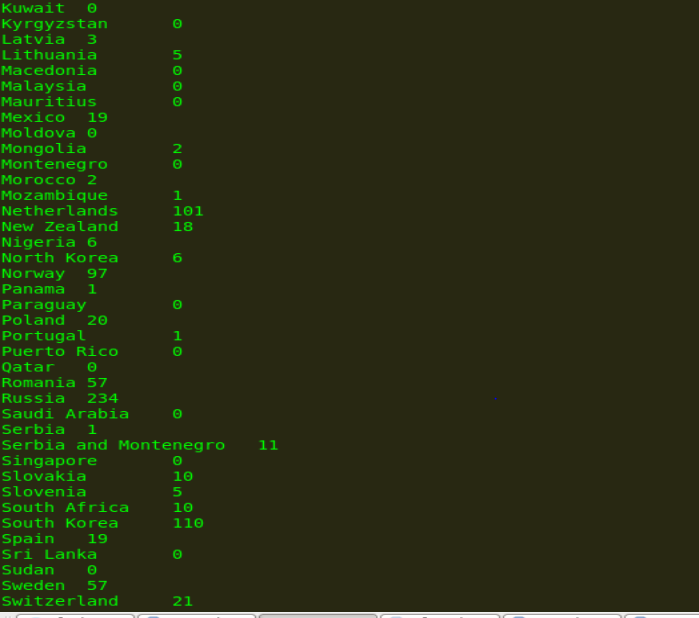 Kuwait 0
Kyrgyzstan 0
Latvia 3
Lithuania 5
Macedonia 0
Malaysia 0
Mauritius 0
Mexico 19
Moldova 0
Mongolia 2
Montenegro 0
Morocco 2
Mozambique 1
Netherlands 101
New Zealand 18
Nigeria 6
North Korea 6
Norway 97
Panama 1
Paraguay 0
Poland 20
Portugal 1
Puerto Rico 0
Qatar 0
Romania 57
Russia 234
Saudi Arabia 0
Serbia 1
Serbia and Montenegro 11
Singapore 0
Slovakia 10
Slovenia 5
South Africa 10
South Korea 110
Spain 19
Sri Lanka 0
Sudan 0
Sweden 57
Switzerland 21